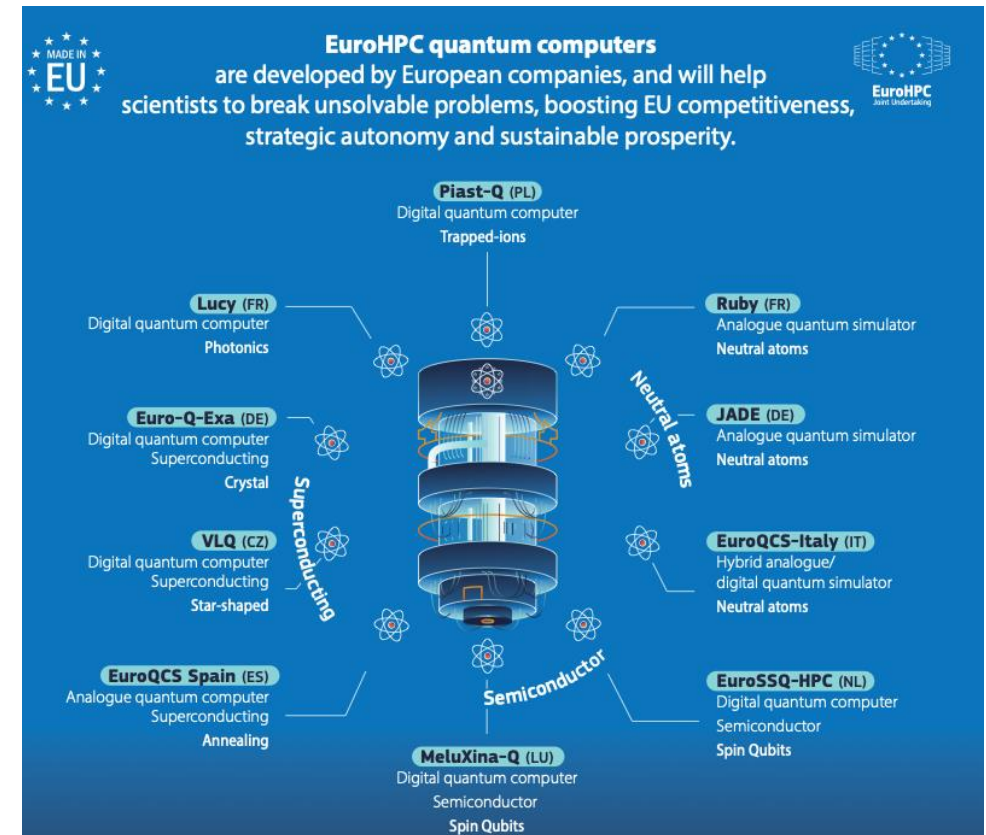 MADE IN
EU
EuroHPC quantum computers
are developed by European companies, and will help
scientists to break unsolvable problems, boosting EU competitiveness,
strategic autonomy and sustainable prosperity.
EuroHPC
Joint Undertaking
Piast-Q (PL)
Digital quantum computer
Trapped-ions
Lucy (FR)
Digital quantum computer
Photonics
Ruby (FR)
Analogue quantum simulator
Neutral atoms
Euro-Q-Exa (DE)
Digital quantum computer
Superconducting
Crystal
Neutral atoms
JADE (DE)
Analogue quantum simulator
Neutral atoms
VLQ (CZ)
Digital quantum computer
Superconducting
Star-shaped
Superconducting
EuroQCS-Italy (IT)
Hybrid analogue/
digital quantum simulator
Neutral atoms
EuroQCS Spain (ES)
Analogue quantum computer
Superconducting
Annealing
Semiconductor
EuroSSQ-HPC (NL)
Digital quantum computer
Semiconductor
Spin Qubits
MeluXina-Q (LU)
Digital quantum computer
Semiconductor
Spin Qubits